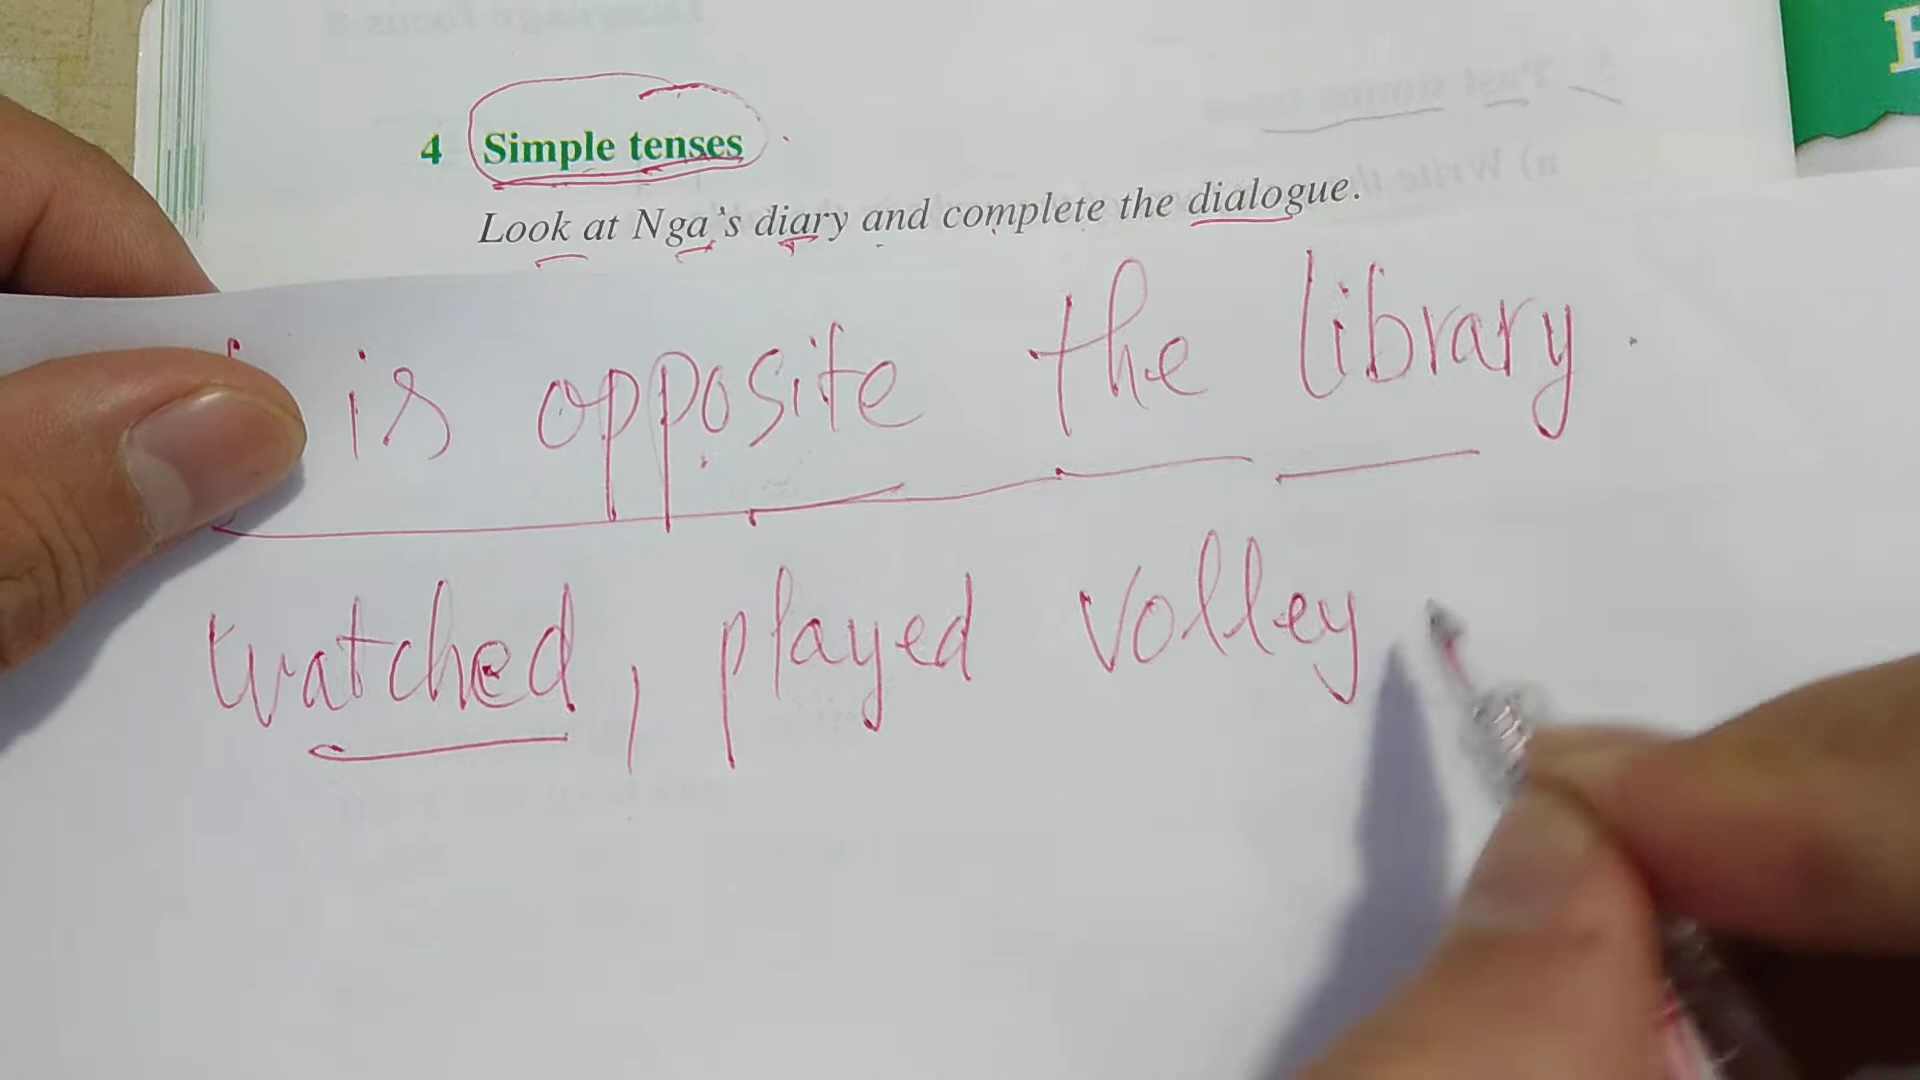 4 Simple tenses
Look at Nga's diary and complete the dialogue.
is opposite the library.
watched, played volley